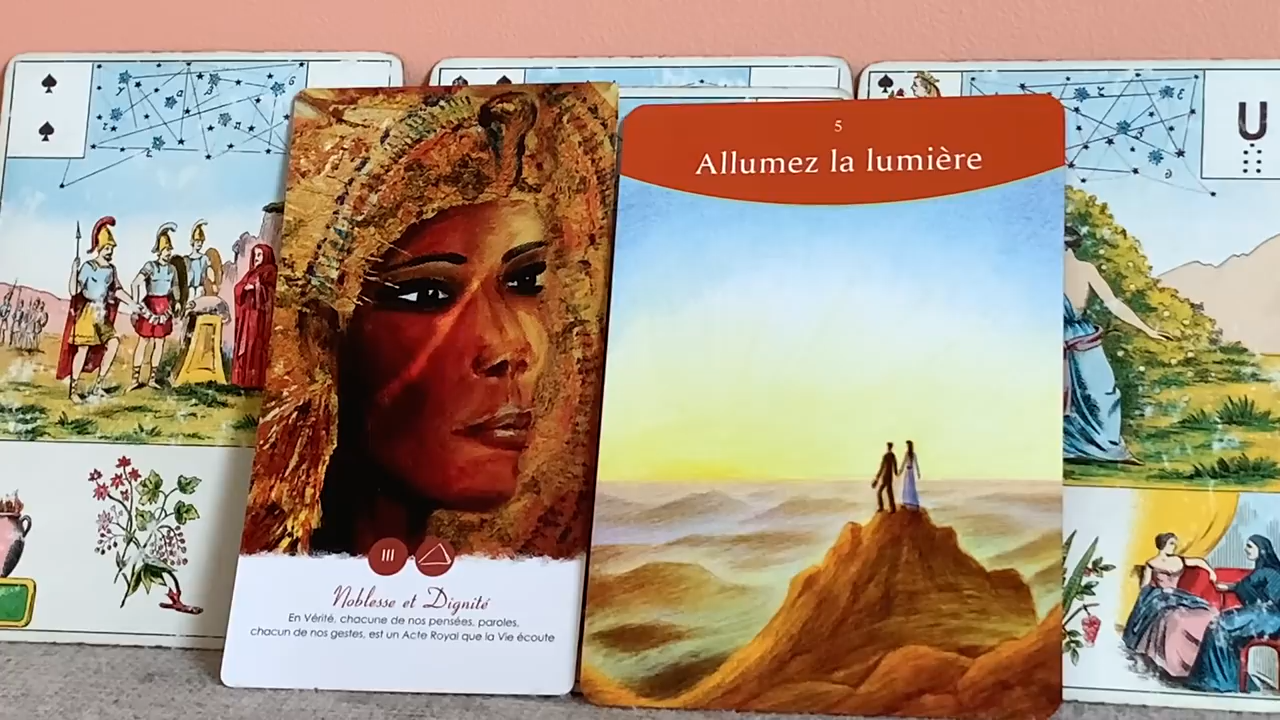 5
Allumez la lumière
U
III
Noblesse et Dignité
En Vérité, chacune de nos pensées, paroles,
chacun de nos gestes, est un Acte Royal que la Vie écoute